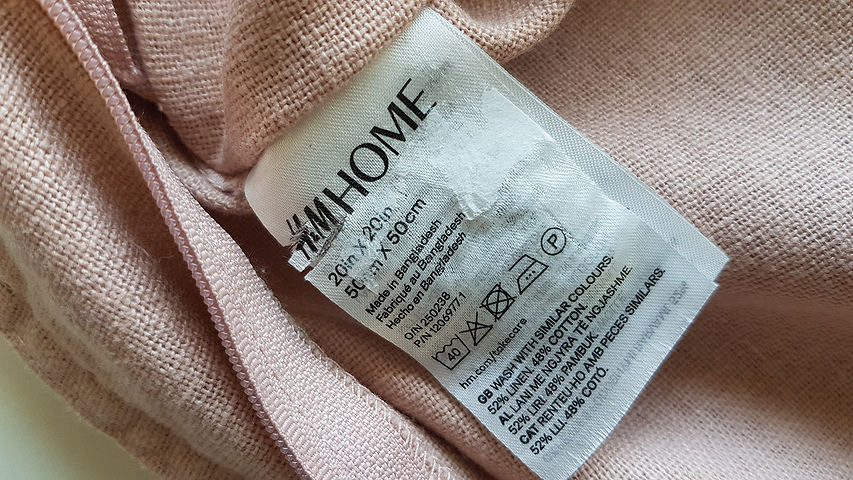 H&M HOME
20in X 20in
50cm X 50cm
Made in Bangladesh
Fabriqué au Bangladesh
Hecho en Bangladesh
O/N 250238
P/N 12069771
40
P
hm.com/takecare
GB WASH WITH SIMILAR COLOURS.
52% LINEN. 48% COTTON.
AL LANI ME NGJYRA TË NGJASHME.
52% LIRI. 48% PAMBUK
CAT RENTEU-HO AMB PECES SIMILARS.
52% LLI. 48% COTÓ.